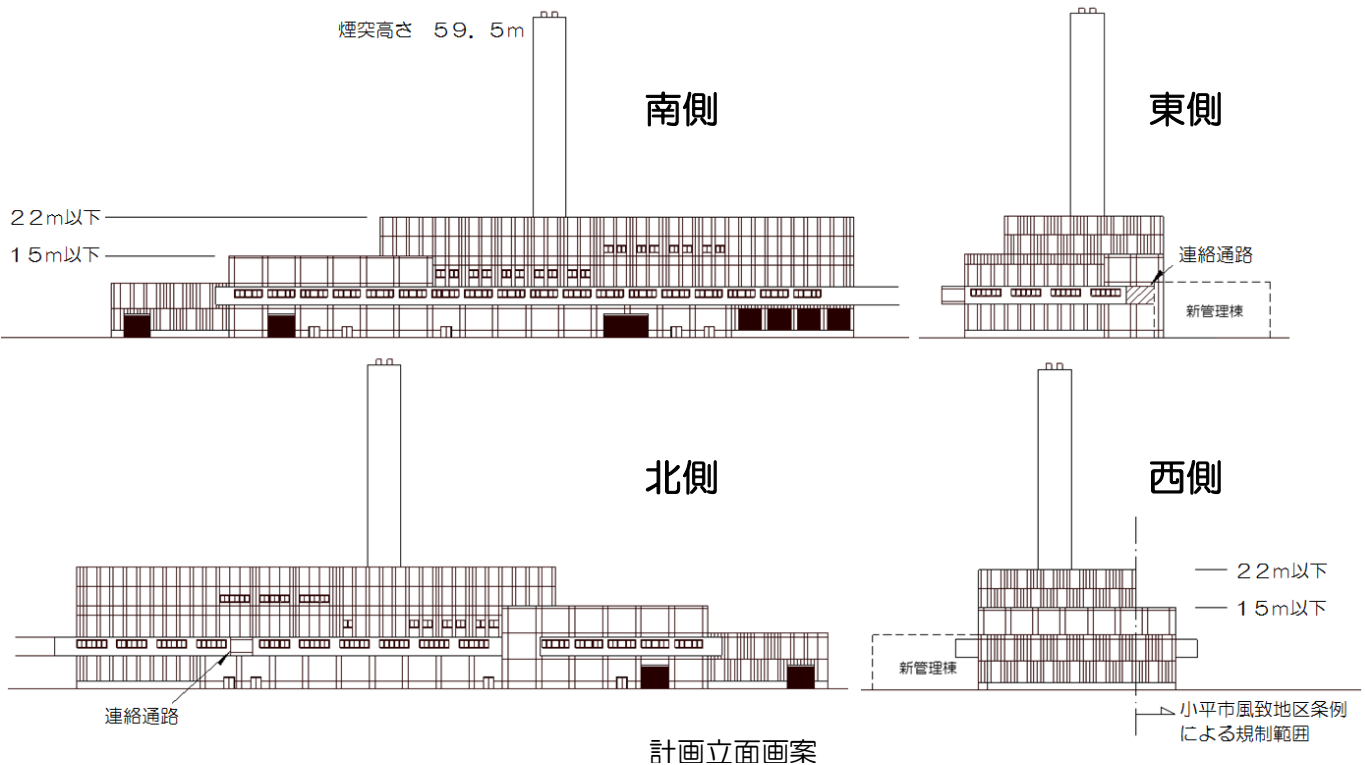 煙突高さ　５９．５ｍ
南側
東側
２２ｍ以下
１５ｍ以下
連絡通路
新管理棟
北側
西側
２２ｍ以下
１５ｍ以下
新管理棟
連絡通路
小平市風致地区条例
による規制範囲
計画立面画案